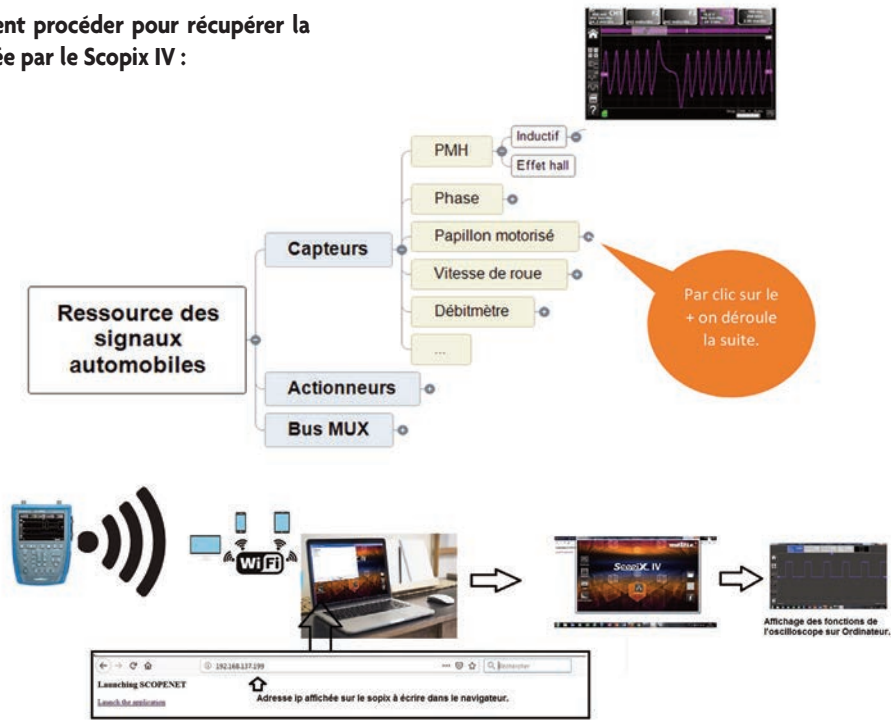 ent procéder pour récupérer la
ée par le Scopix IV :
PMH
Inductif
Effet hall
Phase
Capteurs
Papillon motorisé
Vitesse de roue
Débitmètre
...
Ressource des
signaux
automobiles
Actionneurs
Bus MUX
Par clic sur le
+ on déroule
la suite.
WiFi
ScopiX IV
Affichage des fonctions de
l'oscilloscope sur Ordinateur.
192.168.137.199
Rechercher
Launching SCOPENET
Launch the application
Adresse ip affichée sur le sopix à écrire dans le navigateur.